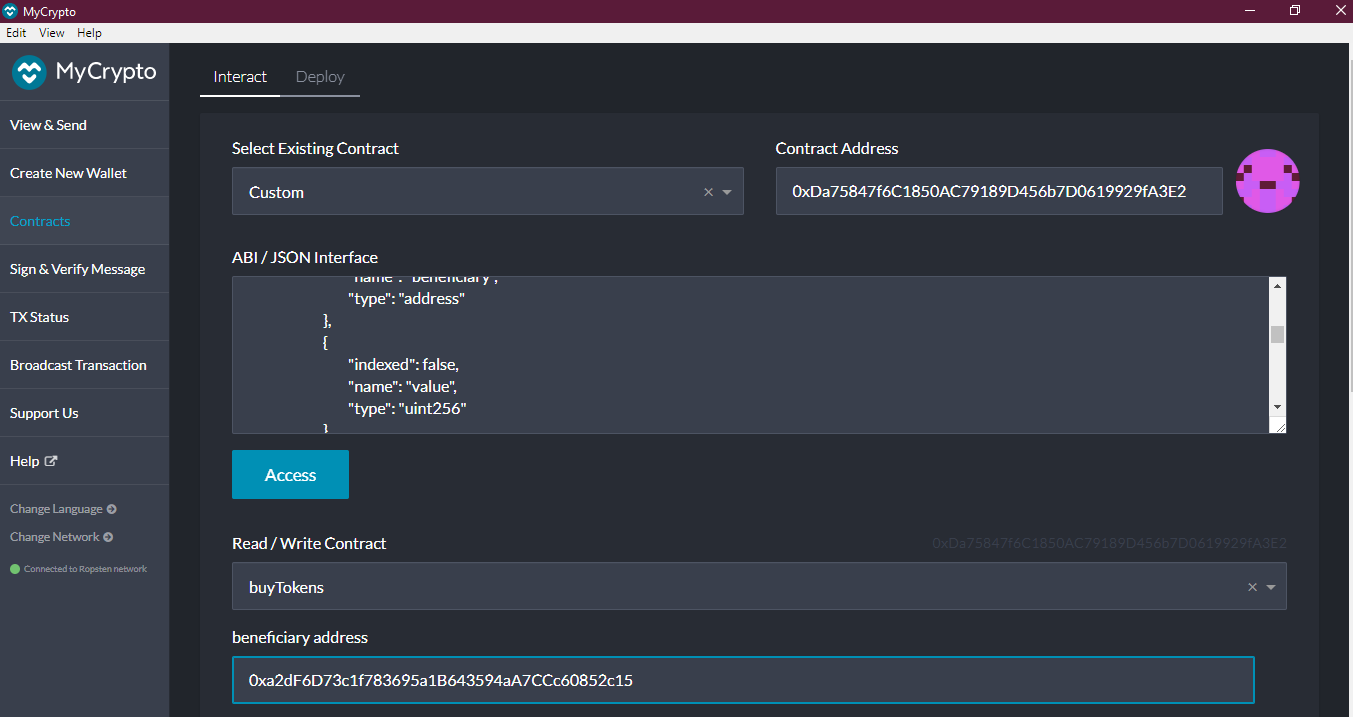 MyCrypto
Edit View Help
MyCrypto
View & Send
Create New Wallet
Contracts
Sign & Verify Message
TX Status
Broadcast Transaction
Support Us
Help
Change Language
Change Network
Connected to Ropsten network
Interact Deploy
Select Existing Contract
Custom
Contract Address
0xDa75847f6C1850AC79189D456b7D0619929fA3E2
ABI / JSON Interface
"name": "beneficiary",
"type": "address"
},
{
"indexed": false,
"name": "value",
"type": "uint256"
}
Access
Read / Write Contract
0xDa75847f6C1850AC79189D456b7D0619929fA3E2
buyTokens
beneficiary address
0xa2dF6D73c1f783695a1B643594aA7CCc60852c15